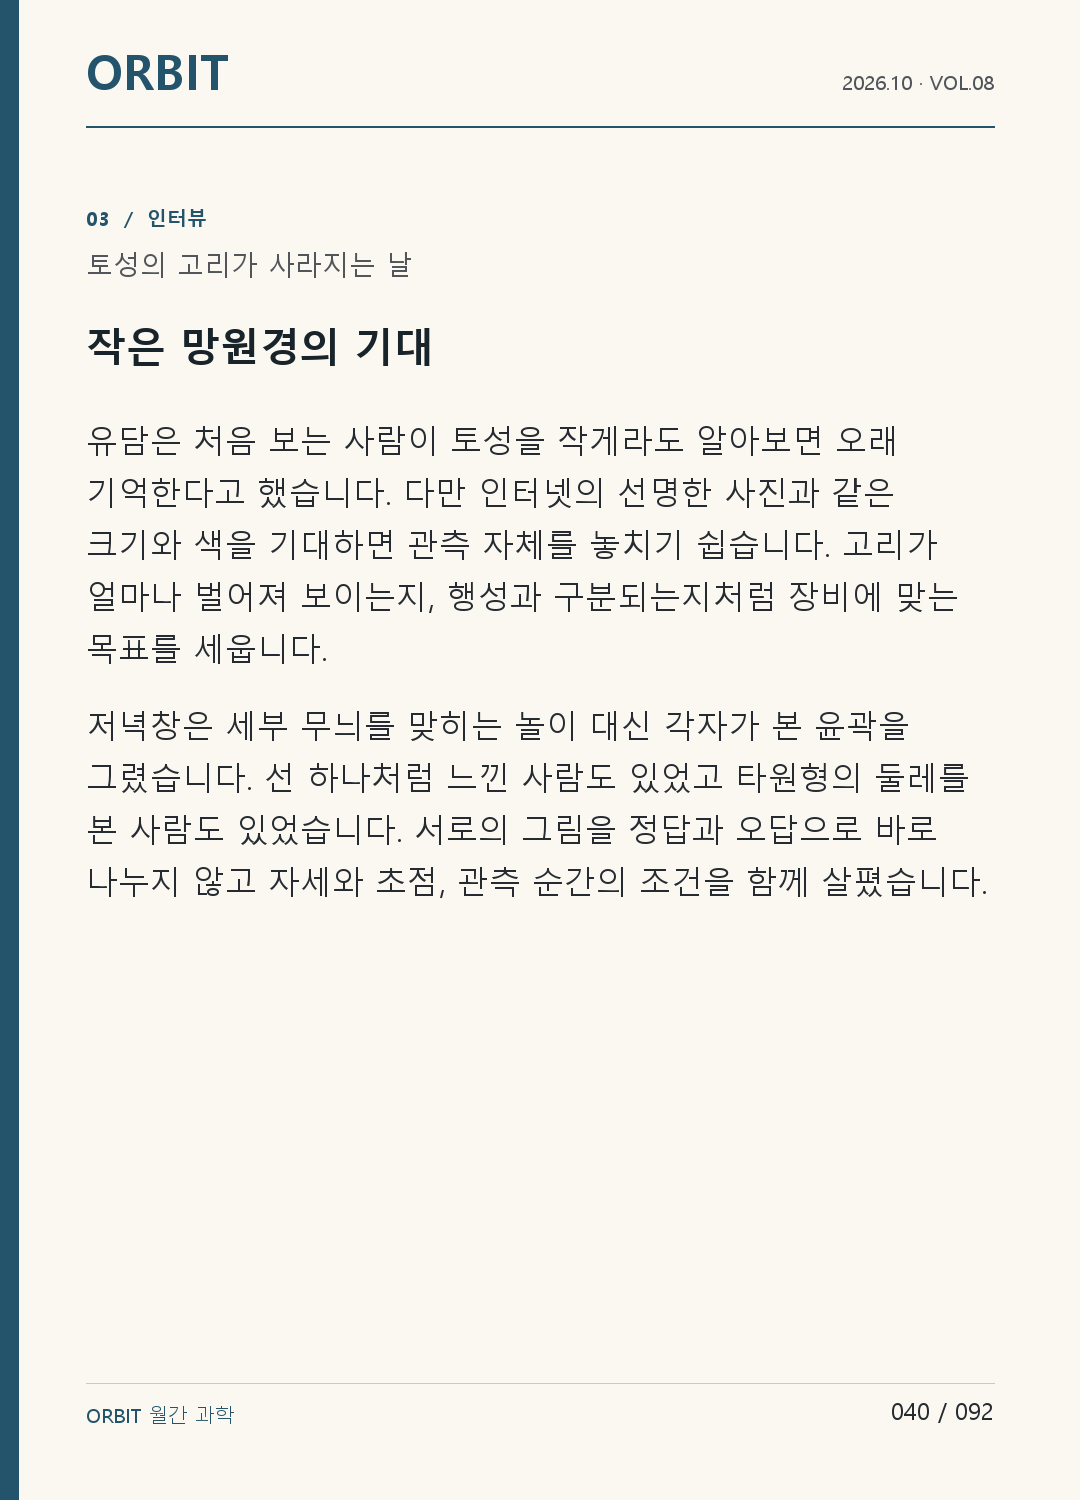 ORBIT
2026.10 · VOL.08
03 / 인터뷰
토성의 고리가 사라지는 날
작은 망원경의 기대
유담은 처음 보는 사람이 토성을 작게라도 알아보면 오래
기억한다고 했습니다. 다만 인터넷의 선명한 사진과 같은
크기와 색을 기대하면 관측 자체를 놓치기 쉽습니다. 고리가
얼마나 벌어져 보이는지, 행성과 구분되는지처럼 장비에 맞는
목표를 세웁니다.
저녁창은 세부 무늬를 맞히는 놀이 대신 각자가 본 윤곽을
그렸습니다. 선 하나처럼 느낀 사람도 있었고 타원형의 둘레를
본 사람도 있었습니다. 서로의 그림을 정답과 오답으로 바로
나누지 않고 자세와 초점, 관측 순간의 조건을 함께 살폈습니다.
ORBIT 월간 과학
040 / 092